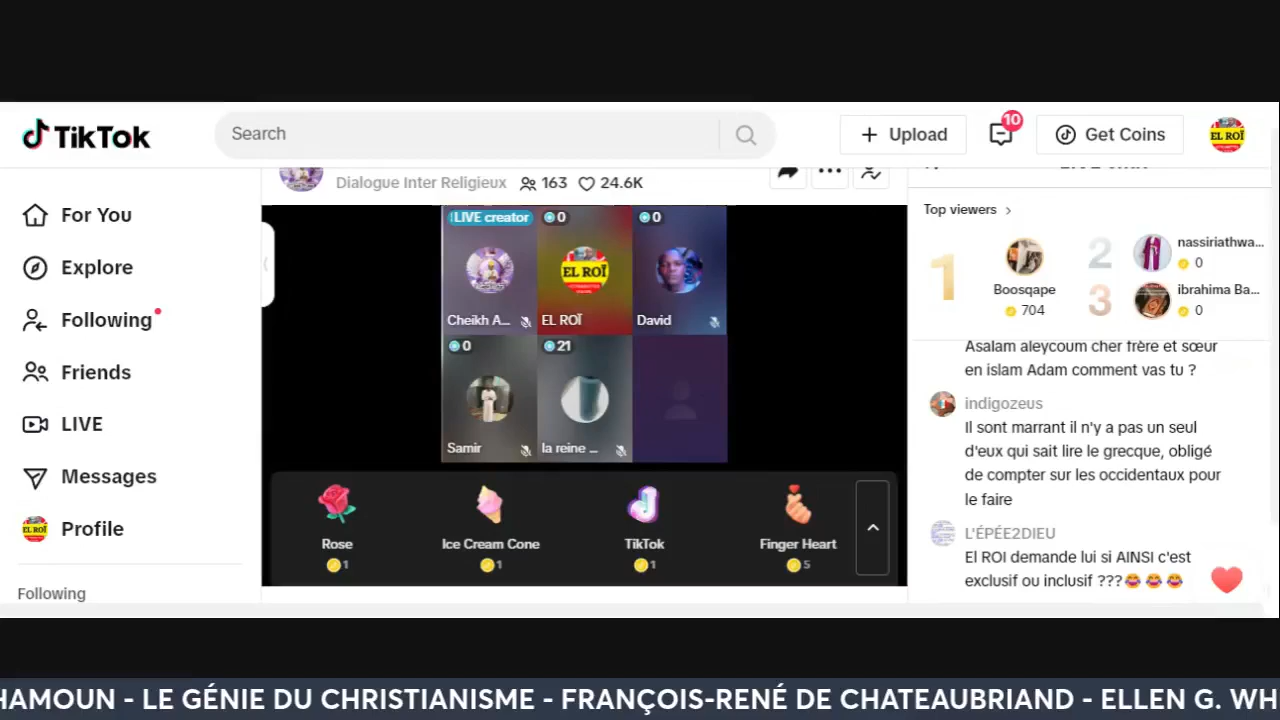 TikTok
Search
Upload
10
Get Coins
EL ROÏ
Dialogue Inter Religieux 163 24.6K
For You
Explore
Following
Friends
LIVE
Messages
EL ROÏ Profile
Following
LIVE creator
0
0
EL ROÏ
Cheikh A...
EL ROÏ
David
0
21
Samir
la reine ...
Rose
1
Ice Cream Cone
1
TikTok
1
Finger Heart
5
Top viewers
1
Boosqape
704
2
nassiriathwa...
0
3
ibrahima Ba...
0
Asalam aleycoum cher frère et sœur
en islam Adam comment vas tu ?
indigozeus
Il sont marrant il n'y a pas un seul
d'eux qui sait lire le grecque, obligé
de compter sur les occidentaux pour
le faire
L'ÉPÉE2DIEU
El ROI demande lui si AINSI c'est
exclusif ou inclusif ???😂😂😂
HAMOUN - LE GÉNIE DU CHRISTIANISME - FRANÇOIS-RENÉ DE CHATEAUBRIAND - ELLEN G. WH